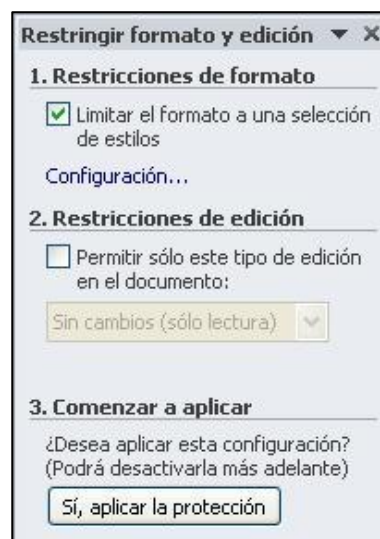 Restringir formato y edición
1. Restricciones de formato
Limitar el formato a una selección
de estilos
Configuración...
2. Restricciones de edición
Permitir sólo este tipo de edición
en el documento:
Sin cambios (sólo lectura)
3. Comenzar a aplicar
¿Desea aplicar esta configuración?
(Podrá desactivarla más adelante)
Sí, aplicar la protección